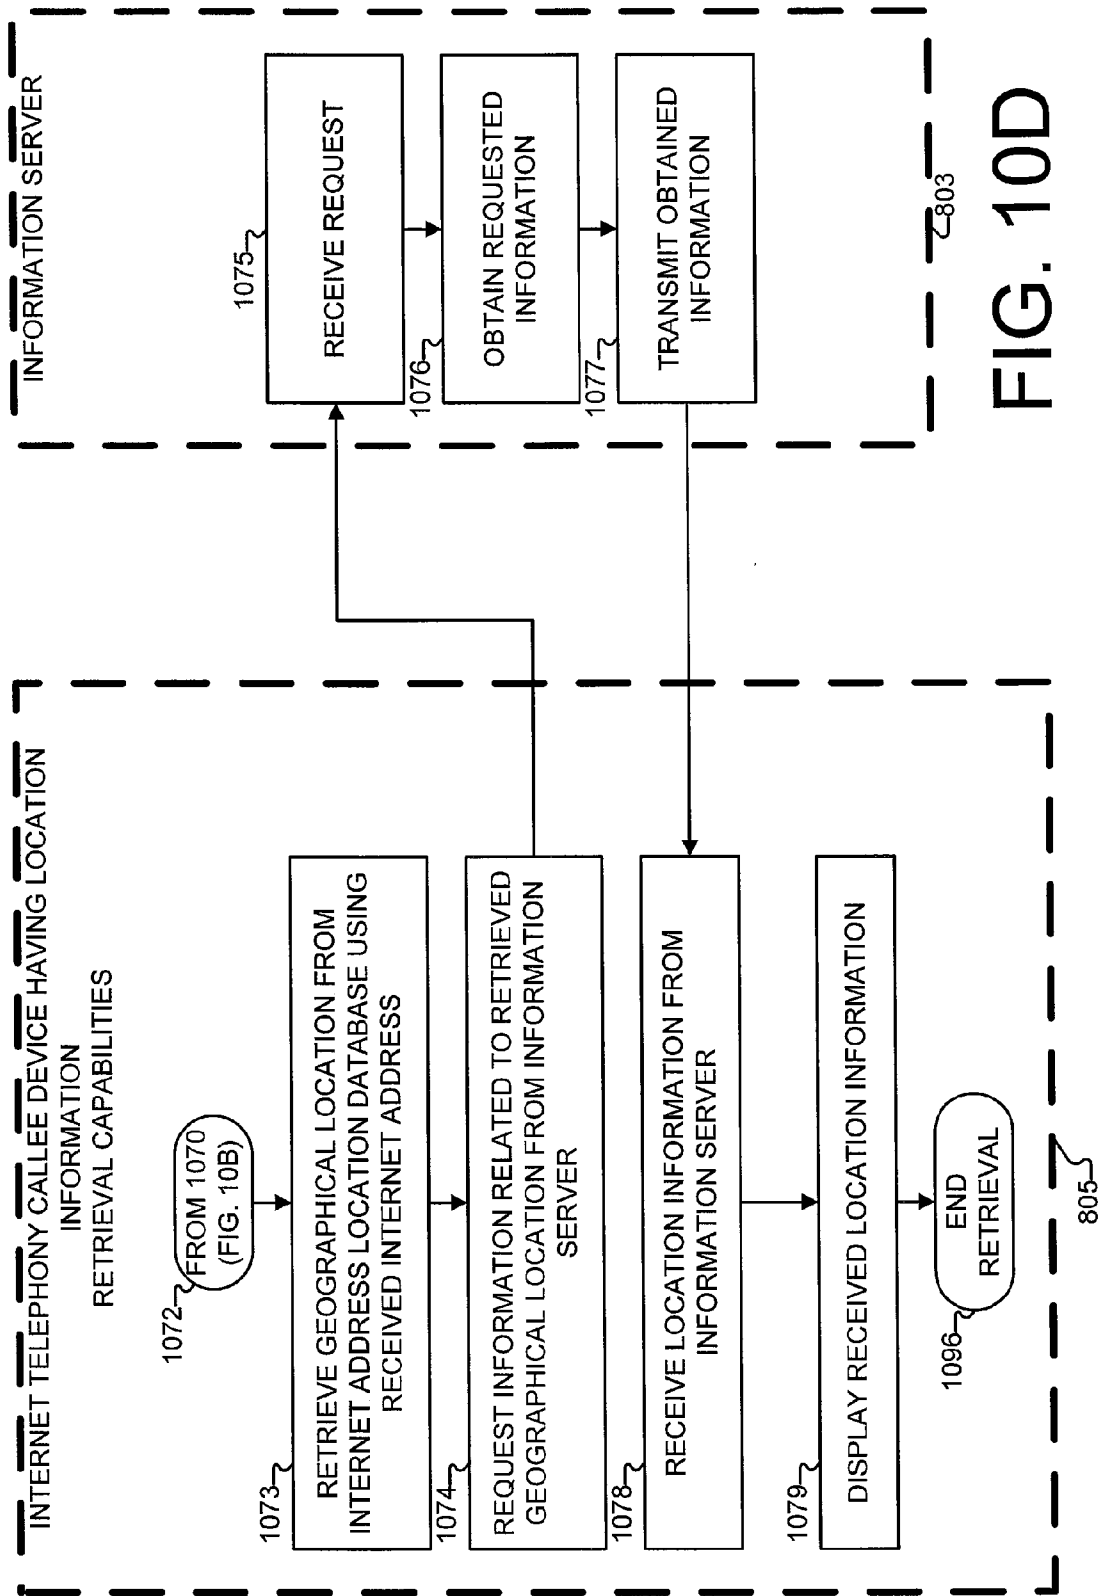 INTERNET TELEPHONY CALLEE DEVICE HAVING LOCATION
INFORMATION
RETRIEVAL CAPABILITIES
1072
FROM 1070
(FIG. 10B)
1073
RETRIEVE GEOGRAPHICAL LOCATION FROM
INTERNET ADDRESS LOCATION DATABASE USING
RECEIVED INTERNET ADDRESS
1074
REQUEST INFORMATION RELATED TO RETRIEVED
GEOGRAPHICAL LOCATION FROM INFORMATION
SERVER
1078
RECEIVE LOCATION INFORMATION FROM
INFORMATION SERVER
1079
DISPLAY RECEIVED LOCATION INFORMATION
1096
END
RETRIEVAL
805
INFORMATION SERVER
1075
RECEIVE REQUEST
1076
OBTAIN REQUESTED
INFORMATION
1077
TRANSMIT OBTAINED
INFORMATION
803
FIG. 10D